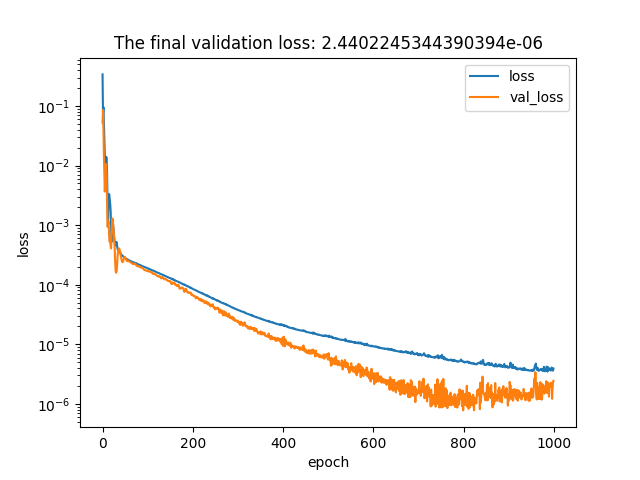 The final validation loss: 2.4402245344390394e-06
loss
val_loss
10⁻¹
10⁻²
10⁻³
10⁻⁴
10⁻⁵
10⁻⁶
loss
0 200 400 600 800 1000
epoch